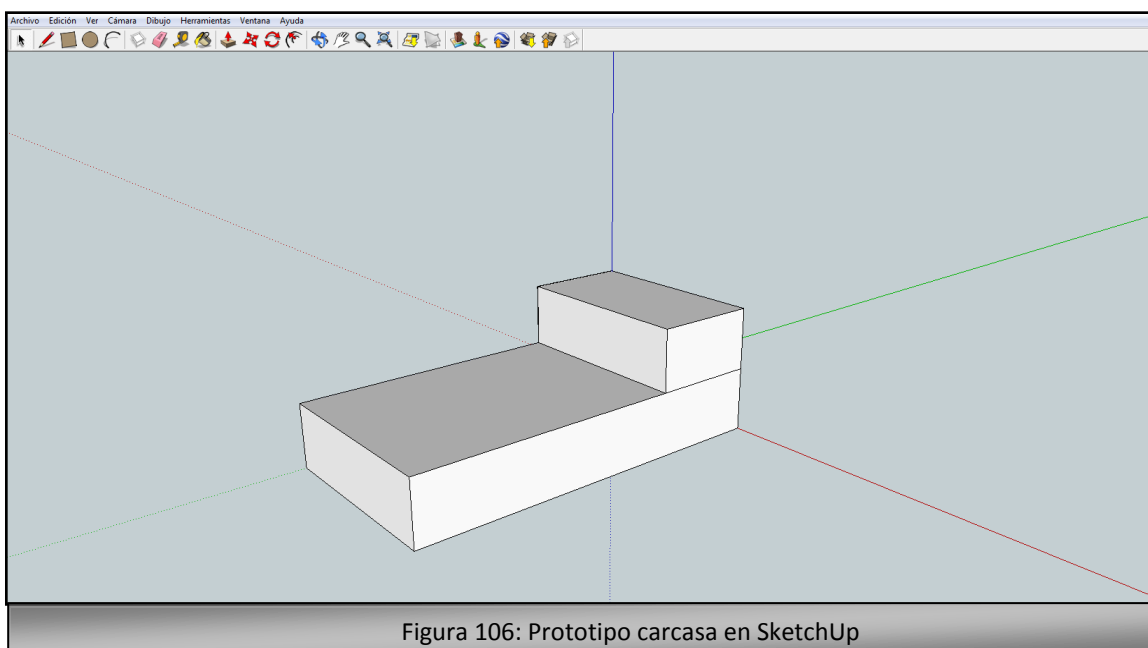 Archivo Edición Ver Cámara Dibujo Herramientas Ventana Ayuda
Figura 106: Prototipo carcasa en SketchUp